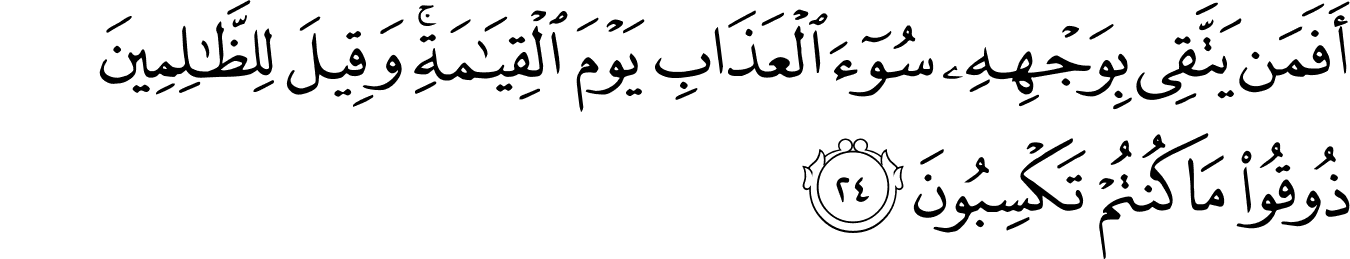 أَفَمَن يَتَّقِى بِوَجْهِهِۦ سُوٓءَ ٱلْعَذَابِ يَوْمَ ٱلْقِيَـٰمَةِ ۚ وَقِيلَ لِلظَّـٰلِمِينَ
ذُوقُوا۟ مَا كُنتُمْ تَكْسِبُونَ ٢٤